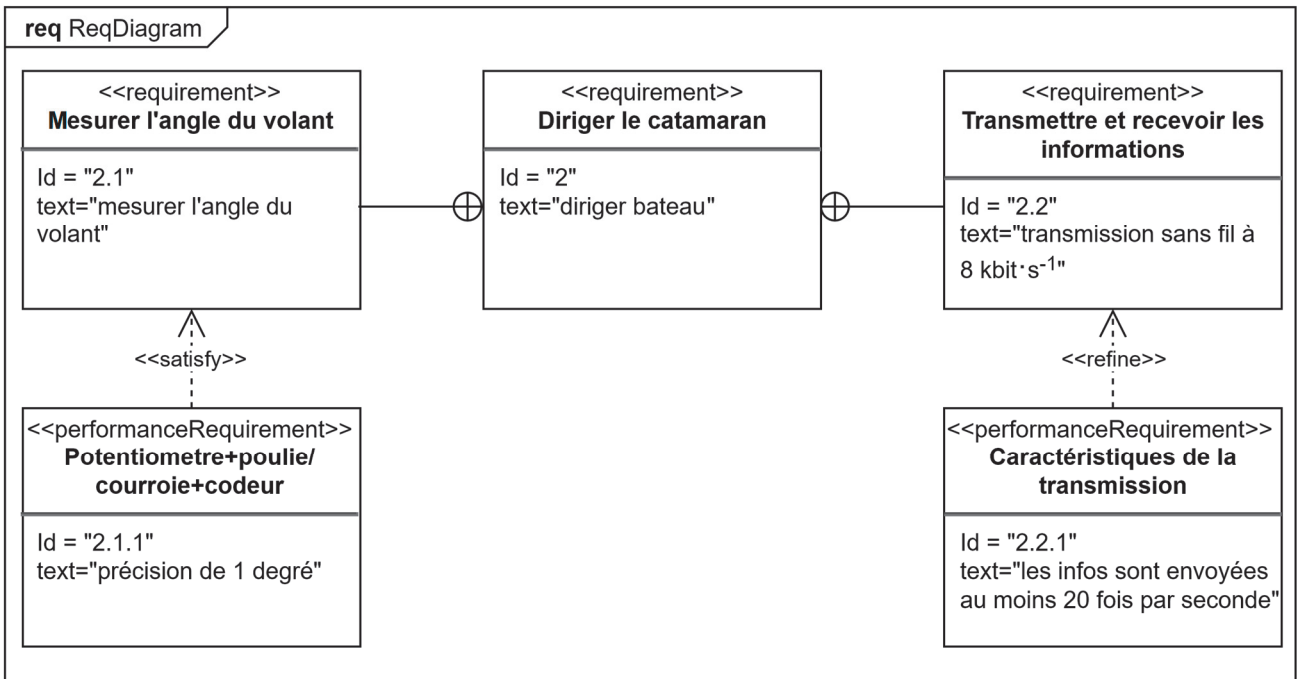 req ReqDiagram
<<requirement>>
Mesurer l'angle du volant
Id = "2.1"
text="mesurer l'angle du
volant"
<<requirement>>
Diriger le catamaran
Id = "2"
text="diriger bateau"
<<requirement>>
Transmettre et recevoir les
informations
Id = "2.2"
text="transmission sans fil à
8 kbit·s-1"
<<satisfy>>
<<refine>>
<<performanceRequirement>>
Potentiometre+poulie/
courroie+codeur
Id = "2.1.1"
text="précision de 1 degré"
<<performanceRequirement>>
Caractéristiques de la
transmission
Id = "2.2.1"
text="les infos sont envoyées
au moins 20 fois par seconde"